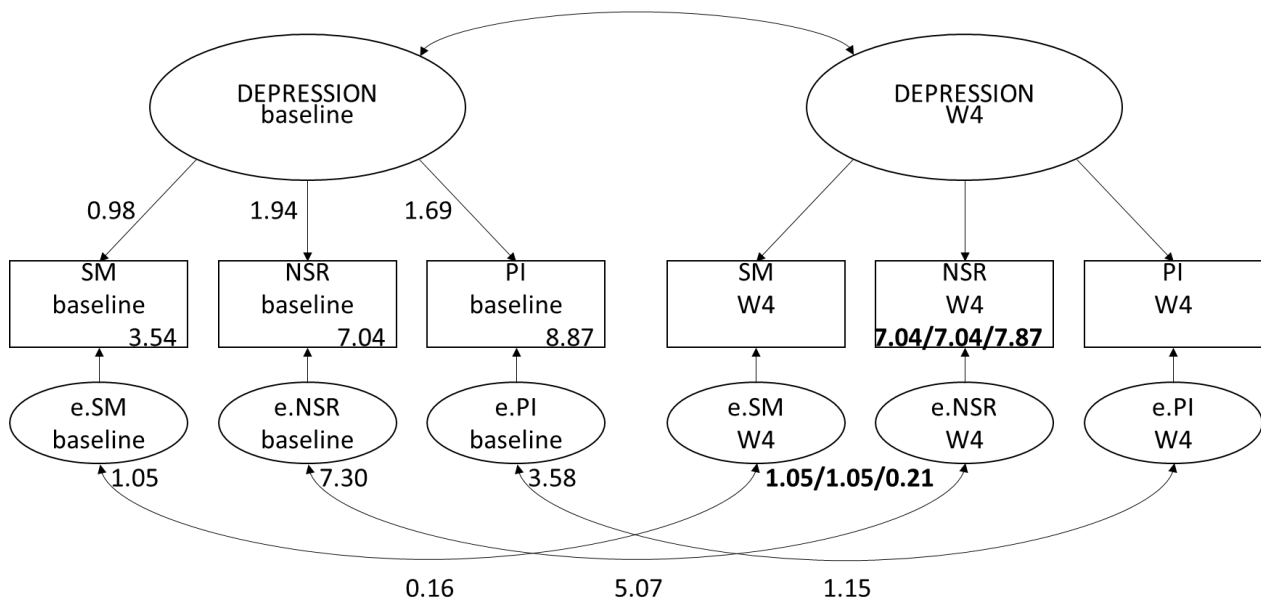 DEPRESSION
baseline
DEPRESSION
W4
0.98
1.94
1.69
SM
baseline
3.54
NSR
baseline
7.04
PI
baseline
8.87
SM
W4
NSR
W4
7.04/7.04/7.87
PI
W4
e.SM
baseline
1.05
e.NSR
baseline
7.30
e.PI
baseline
3.58
e.SM
W4
1.05/1.05/0.21
e.NSR
W4
e.PI
W4
0.16
5.07
1.15